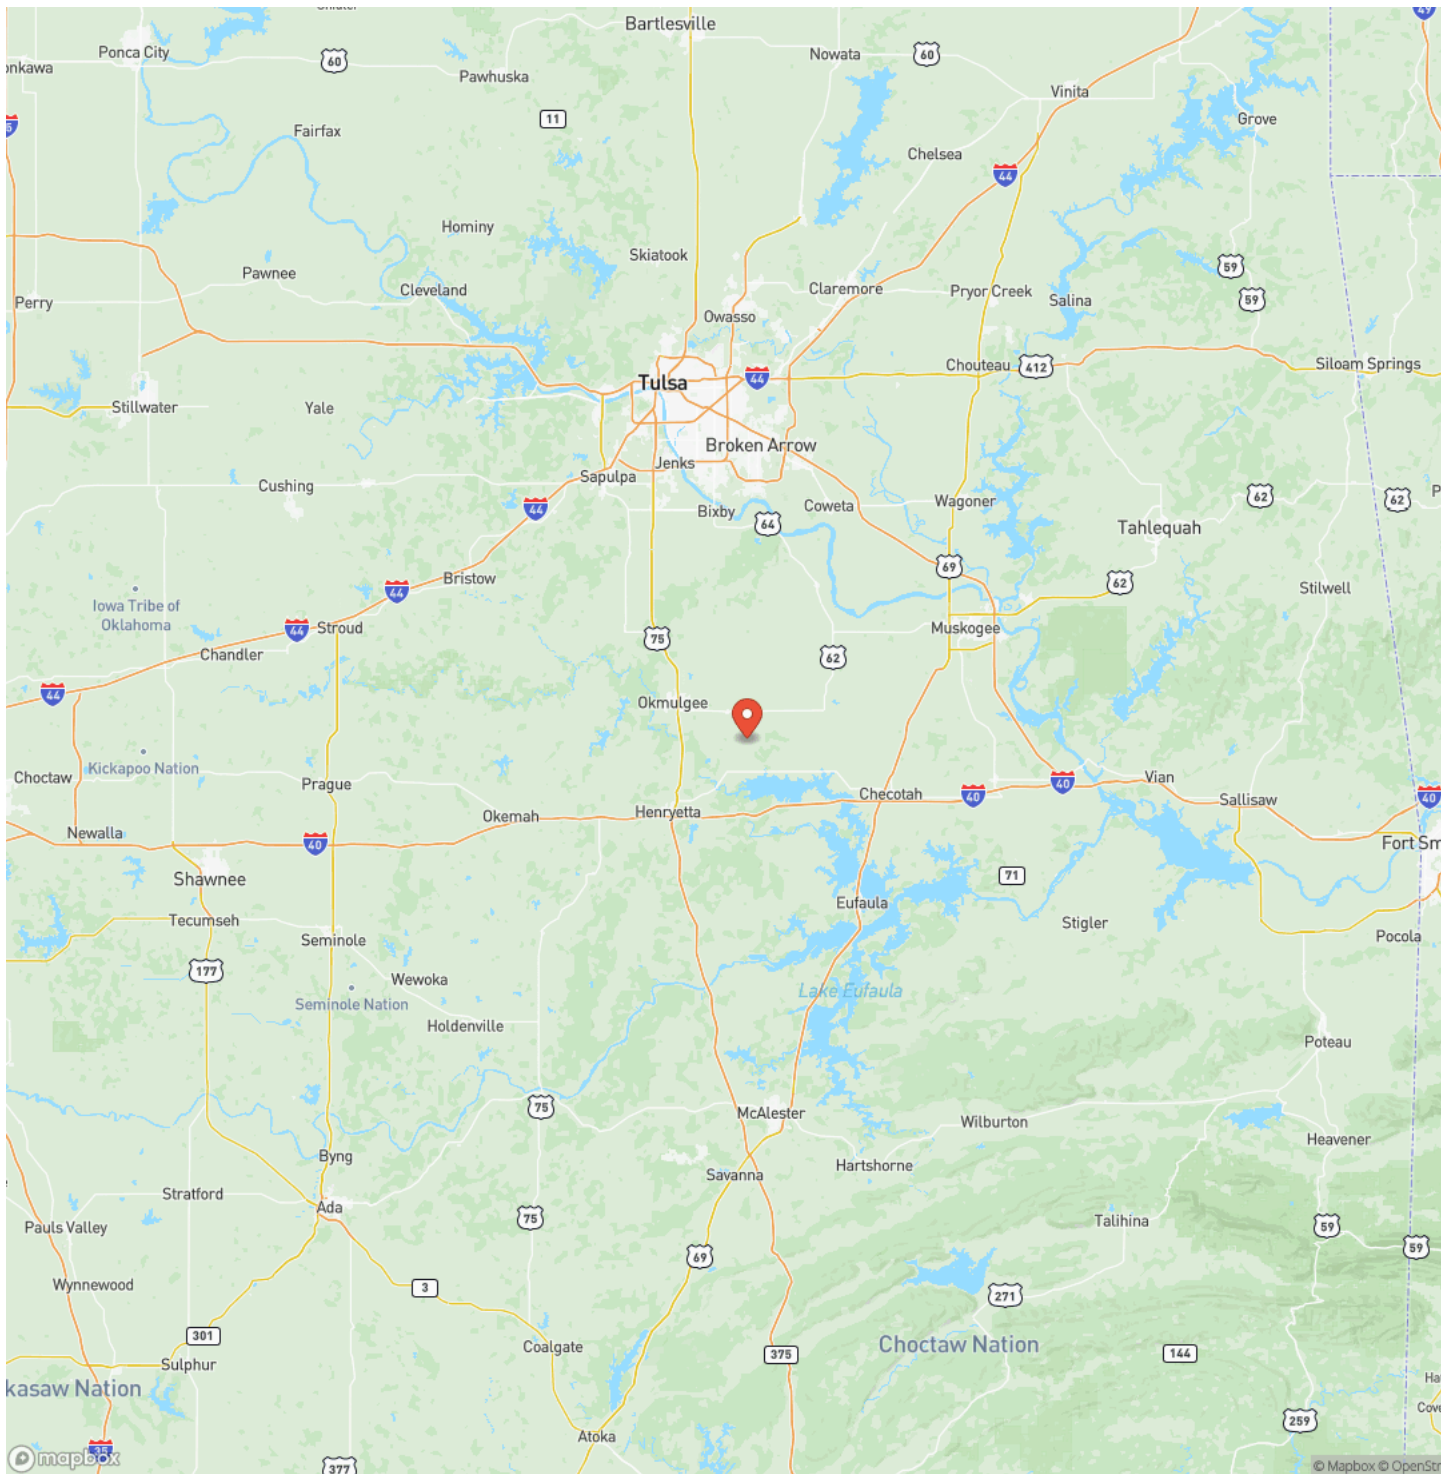 Shidler
49
Bartlesville
Ponca City
60
Nowata
60
onkawa
Pawhuska
Vinita
11
Grove
Fairfax
Chelsea
44
Hominy
Skiatook
59
Pawnee
Cleveland
Claremore
Pryor Creek
Salina
59
Perry
Owasso
Chouteau
412
Siloam Springs
Tulsa
44
Stillwater
Yale
Broken Arrow
Jenks
Sapulpa
Cushing
62
62
P
44
Bixby
Coweta
Wagoner
64
Tahlequah
69
Bristow
62
44
Stilwell
Iowa Tribe of
Oklahoma
44
Stroud
75
Muskogee
Chandler
62
44
Okmulgee
Kickapoo Nation
Choctaw
Prague
Vian
40
Checotah
40
Sallisaw
40
Okemah
Henryetta
Newalla
40
Fort Sm
Shawnee
71
Eufaula
Tecumseh
Stigler
Seminole
Pocola
177
Wewoka
Seminole Nation
Lake Eufaula
Holdenville
Poteau
75
McAlester
Wilburton
Heavener
Byng
Hartshorne
Savanna
Stratford
Ada
75
Talihina
59
Pauls Valley
59
69
Wynnewood
3
271
301
Coalgate
Choctaw Nation
375
144
Sulphur
Ha
kasaw Nation
Cove
259
Atoka
35
mapbox
377
© Mapbox © OpenStr